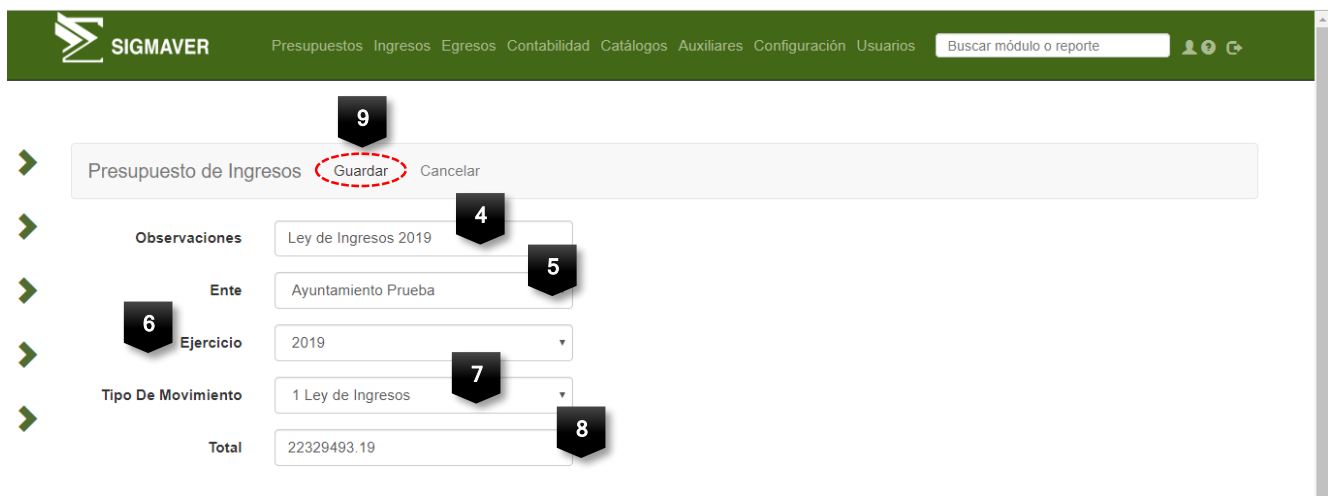 SIGMAVER Presupuestos Ingresos Egresos Contabilidad Catálogos Auxiliares Configuración Usuarios Buscar módulo o reporte
9
Presupuesto de Ingresos Guardar Cancelar
4
Observaciones Ley de Ingresos 2019
5
Ente Ayuntamiento Prueba
6
Ejercicio 2019
7
Tipo De Movimiento 1 Ley de Ingresos
8
Total 22329493.19